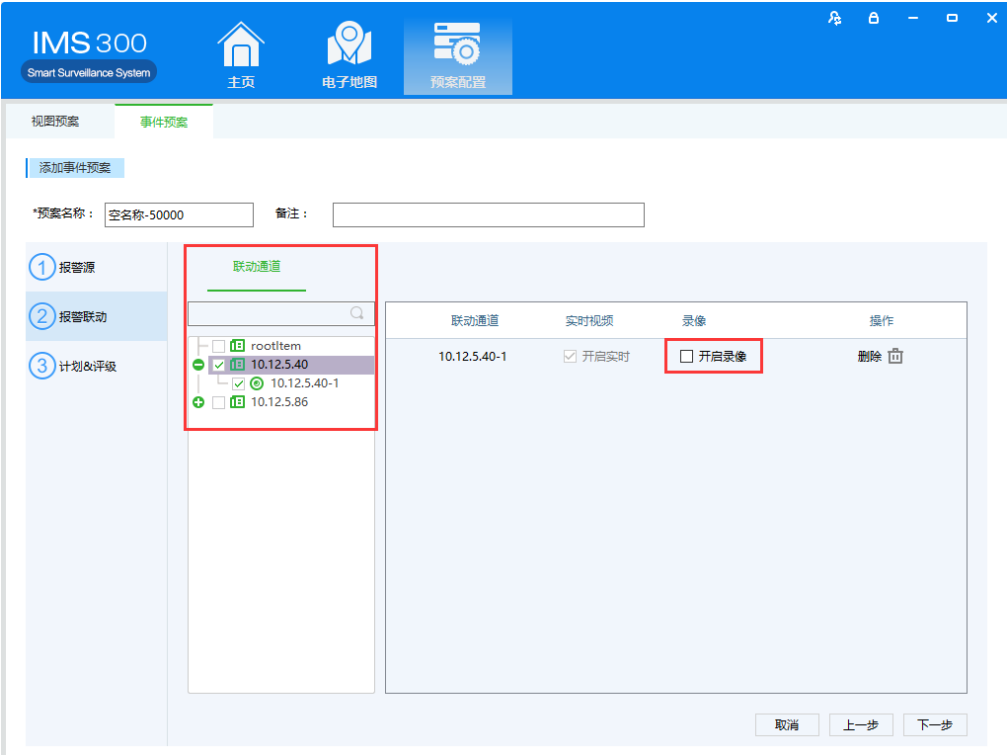 IMS 300
Smart Surveillance System
主页
电子地图
预案配置
视图预案
事件预案
添加事件预案
*预案名称：
空名称-50000
备注：
1 报警源
2 报警联动
3 计划&评级
联动通道
rootItem
10.12.5.40
10.12.5.40-1
10.12.5.86
联动通道 实时视频 录像 操作
10.12.5.40-1 开启实时 开启录像 删除
取消 上一步 下一步